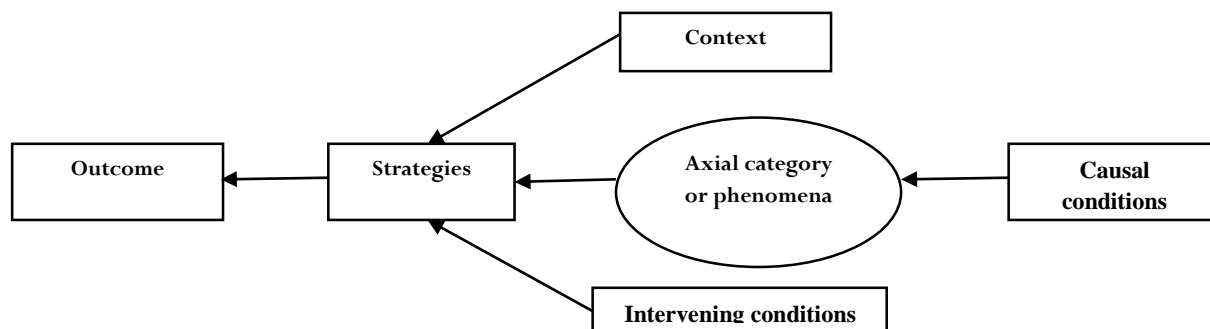 Context
Outcome
Strategies
Axial category
or phenomena
Causal
conditions
Intervening conditions